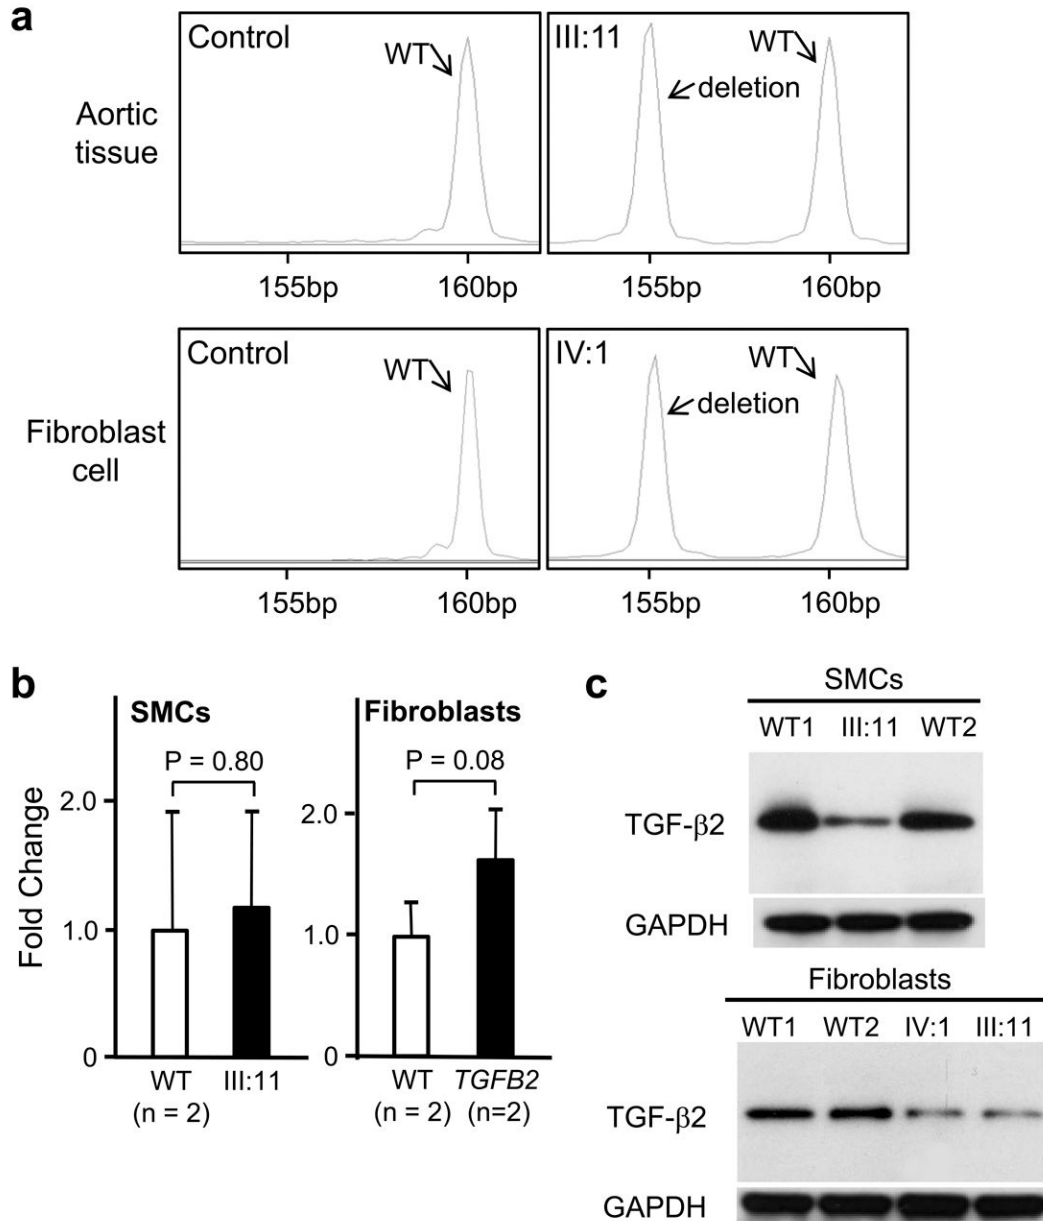 a
Aortic
tissue
Control
WT
155bp
160bp
III:11
WT
deletion
155bp
160bp
Fibroblast
cell
Control
WT
155bp
160bp
IV:1
WT
deletion
155bp
160bp
b
Fold Change
SMCs
P = 0.80
2.0
1.0
0
WT
(n = 2)
III:11
Fibroblasts
P = 0.08
2.0
1.0
0
WT
(n = 2)
TGFB2
(n=2)
c
SMCs
WT1 III:11 WT2
TGF-β2
GAPDH
Fibroblasts
WT1 WT2 IV:1 III:11
TGF-β2
GAPDH